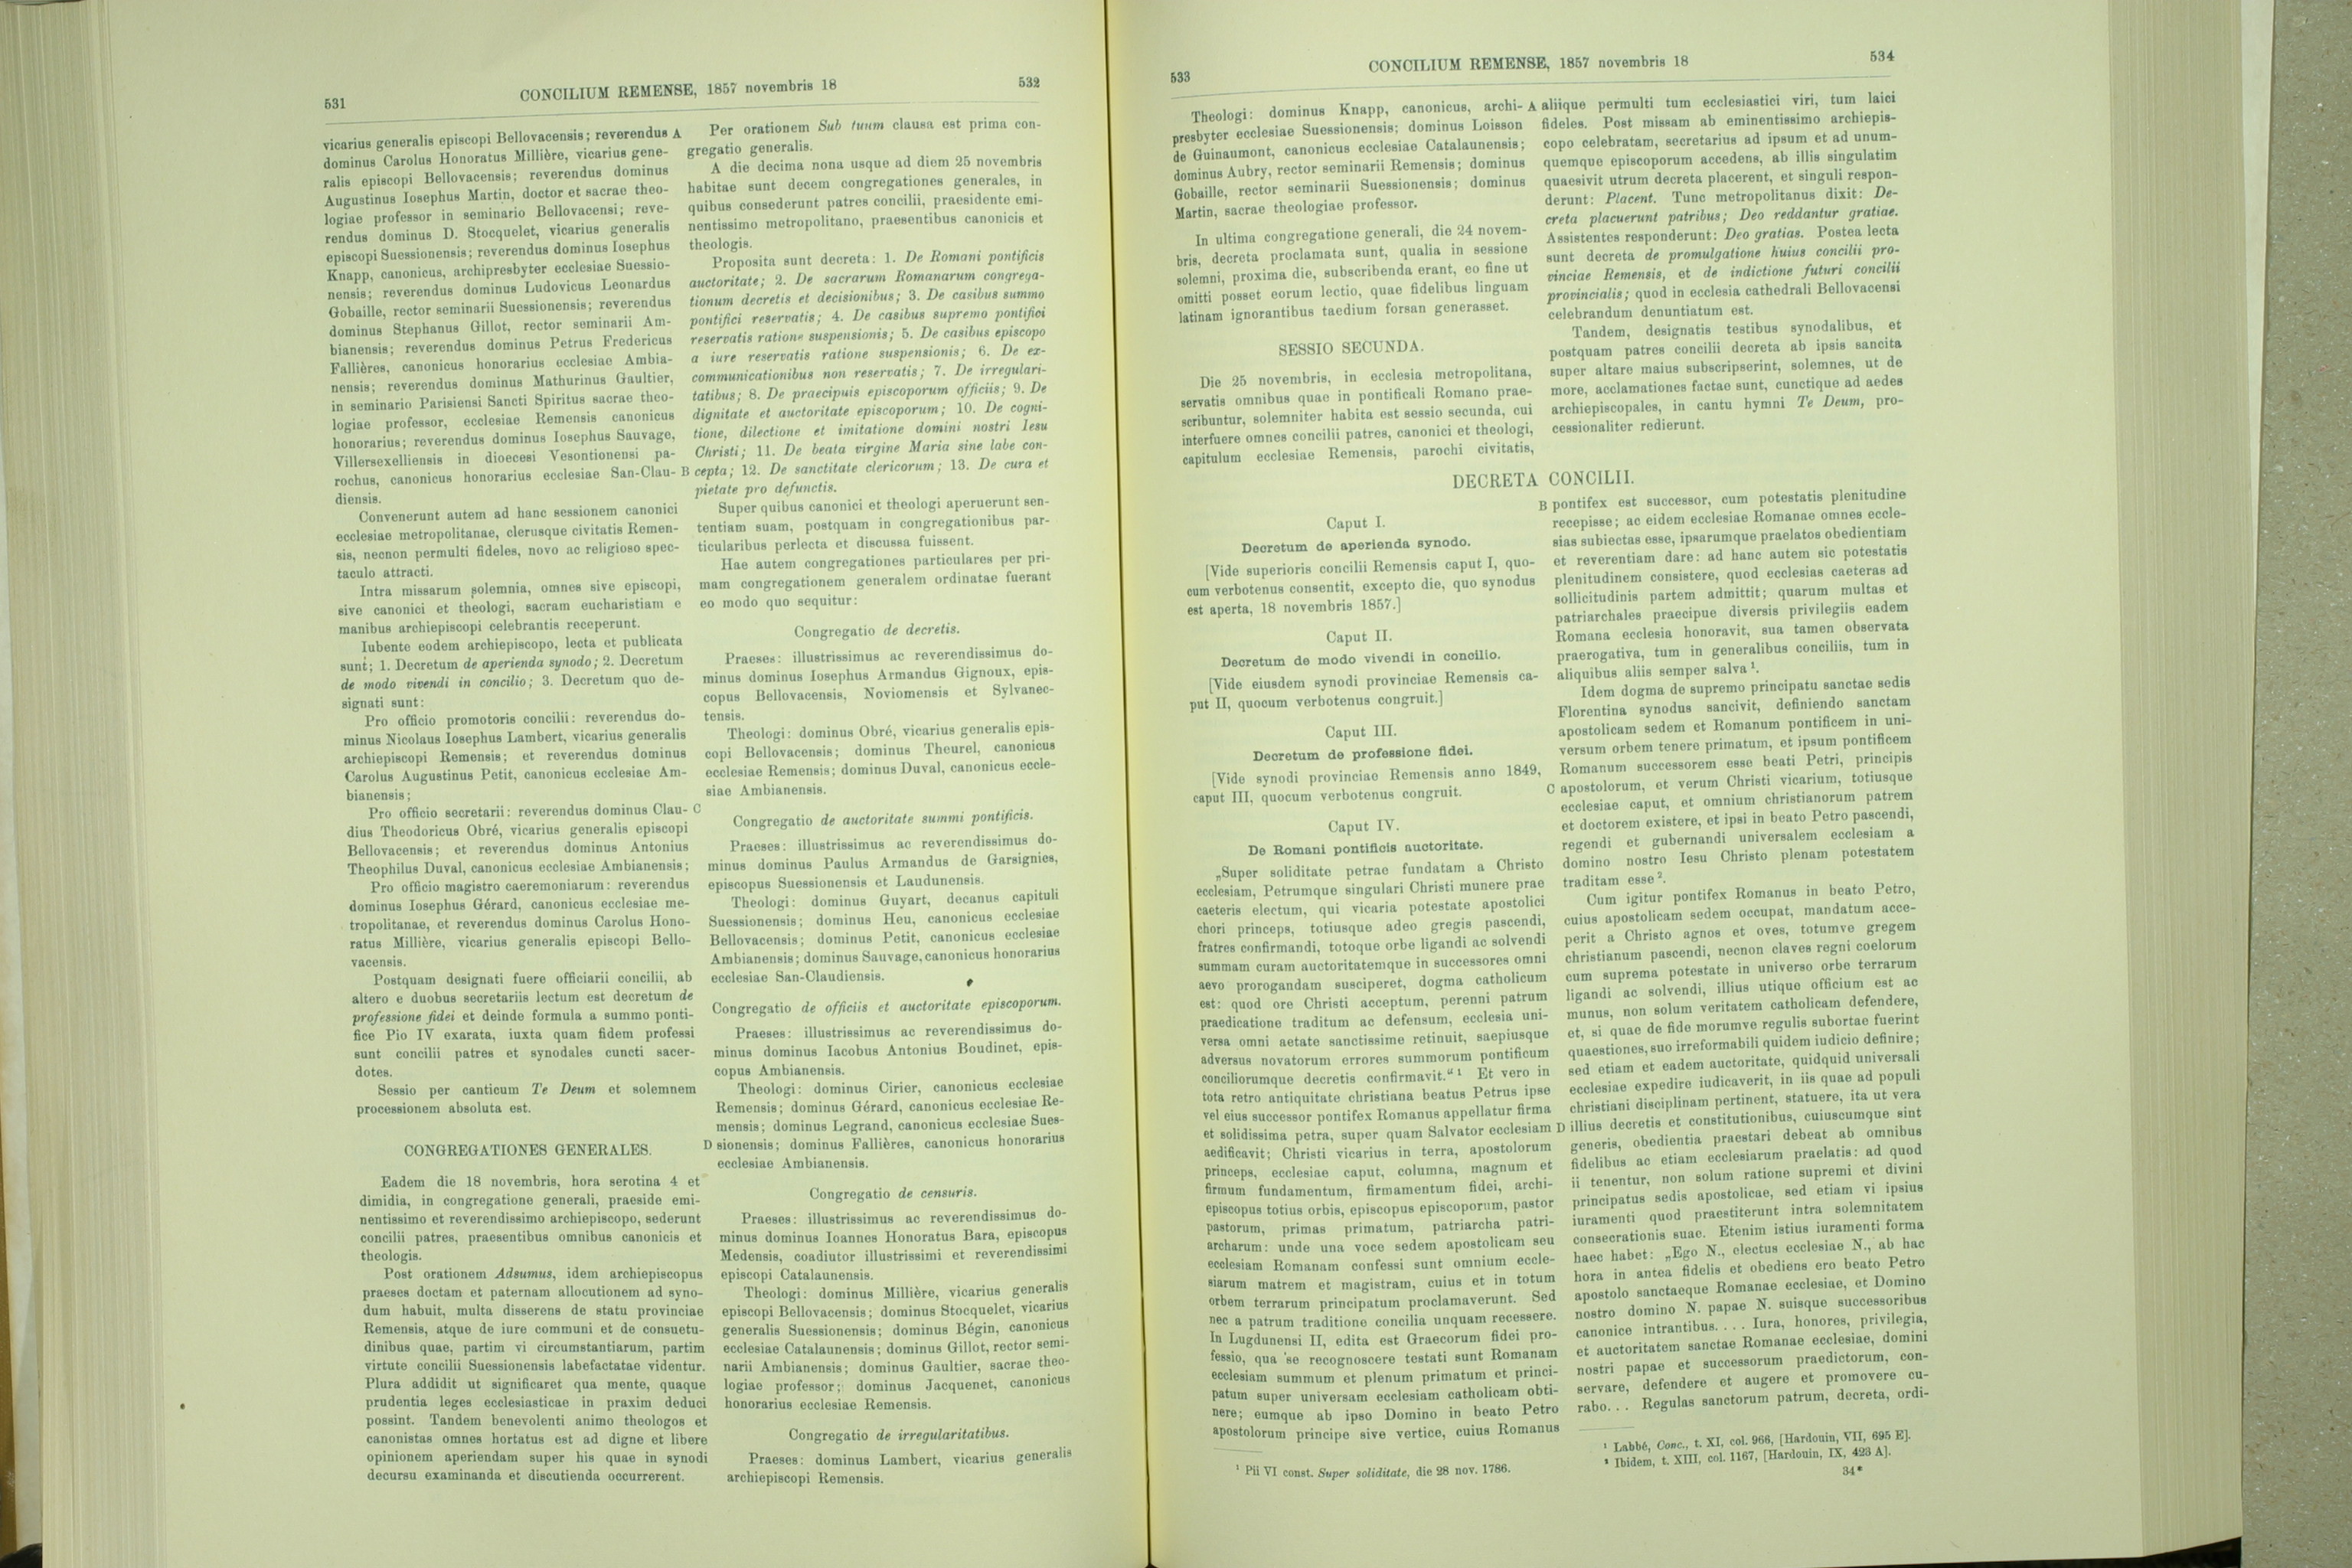 531
CONCILIUM REMENSE, 1857 novembris 18
532
vicarius generalis episcopi Bellovacensis; reverendus A
dominus Carolus Honoratus Millière, vicarius gene-
ralis episcopi Bellovacensis; reverendus dominus
Augustinus Iosephus Martin, doctor et sacrae theo-
logiae professor in seminario Bellovacensi; reve-
rendus dominus D. Stocquelet, vicarius generalis
episcopi Suessionensis; reverendus dominus Iosephus
Knapp, canonicus, archipresbyter ecclesiae Suessio-
nensis; reverendus dominus Ludovicus Leonardus
Gobaille, rector seminarii Suessionensis; reverendus
dominus Stephanus Gillot, rector seminarii Am-
bianensis; reverendus dominus Petrus Fredericus
Fallières, canonicus honorarius ecclesiae Ambia-
nensis; reverendus dominus Mathurinus Gaultier,
in seminario Parisiensi Sancti Spiritus sacrae theo-
logiae professor, ecclesiae Remensis canonicus
honorarius; reverendus dominus Iosephus Sauvage,
Villersexelliensis in dioecesi Vesontionensi pa-
rochus, canonicus honorarius ecclesiae San-Clau- B
diensis.
Convenerunt autem ad hanc sessionem canonici
ecclesiae metropolitanae, clerusque civitatis Remen-
sis, necnon permulti fideles, novo ac religioso spec-
taculo attracti.
Intra missarum solemnia, omnes sive episcopi,
sive canonici et theologi, sacram eucharistiam e
manibus archiepiscopi celebrantis receperunt.
Iubente eodem archiepiscopo, lecta et publicata
sunt; 1. Decretum de aperienda synodo; 2. Decretum
de modo vivendi in concilio; 3. Decretum quo de-
signati sunt:
Pro officio promotoris concilii: reverendus do-
minus Nicolaus Iosephus Lambert, vicarius generalis
archiepiscopi Remensis; et reverendus dominus
Carolus Augustinus Petit, canonicus ecclesiae Am-
bianensis;
Pro officio secretarii: reverendus dominus Clau- C
dius Theodoricus Obré, vicarius generalis episcopi
Bellovacensis; et reverendus dominus Antonius
Theophilus Duval, canonicus ecclesiae Ambianensis;
Pro officio magistro caeremoniarum: reverendus
dominus Iosephus Gérard, canonicus ecclesiae me-
tropolitanae, et reverendus dominus Carolus Hono-
ratus Millière, vicarius generalis episcopi Bello-
vacensis.
Postquam designati fuere officiarii concilii, ab
altero e duobus secretariis lectum est decretum de
professione fidei et deinde formula a summo ponti-
fice Pio IV exarata, iuxta quam fidem professi
sunt concilii patres et synodales cuncti sacer-
dotes.
Sessio per canticum Te Deum et solemnem
processionem absoluta est.
CONGREGATIONES GENERALES.
Eadem die 18 novembris, hora serotina 4 et
dimidia, in congregatione generali, praeside emi-
nentissimo et reverendissimo archiepiscopo, sederunt
concilii patres, praesentibus omnibus canonicis et
theologis.
Post orationem Adsumus, idem archiepiscopus
praeses doctam et paternam allocutionem ad syno-
dum habuit, multa disserens de statu provinciae
Remensis, atque de iure communi et de consuetu-
dinibus quae, partim vi circumstantiarum, partim
virtute concilii Suessionensis labefactatae videntur.
Plura addidit ut significaret qua mente, quaque
prudentia leges ecclesiasticae in praxim deduci
possint. Tandem benevolenti animo theologos et
canonistas omnes hortatus est ad digne et libere
opinionem aperiendam super his quae in synodi
decursu examinanda et discutienda occurrerent.
Per orationem Sub tuum clausa est prima con-
gregatio generalis.
A die decima nona usque ad diem 25 novembris
habitae sunt decem congregationes generales, in
quibus consederunt patres concilii, praesidente emi-
nentissimo metropolitano, praesentibus canonicis et
theologis.
Proposita sunt decreta: 1. De Romani pontificis
auctoritate; 2. De sacrarum Romanarum congrega-
tionum decretis et decisionibus; 3. De casibus summo
pontifici reservatis; 4. De casibus supremo pontifici
reservatis ratione suspensionis; 5. De casibus episcopo
a iure reservatis ratione suspensionis; 6. De ex-
communicationibus non reservatis; 7. De irregulari-
tatibus; 8. De praecipuis episcoporum officiis; 9. De
dignitate et auctoritate episcoporum; 10. De cogni-
tione, dilectione et imitatione domini nostri Iesu
Christi; 11. De beata virgine Maria sine labe con-
cepta; 12. De sanctitate clericorum; 13. De cura et
pietate pro defunctis.
Super quibus canonici et theologi aperuerunt sen-
tentiam suam, postquam in congregationibus par-
ticularibus perlecta et discussa fuissent.
Hae autem congregationes particulares per pri-
mam congregationem generalem ordinatae fuerant
eo modo quo sequitur:
Congregatio de decretis.
Praeses: illustrissimus ac reverendissimus do-
minus dominus Iosephus Armandus Gignoux, epis-
copus Bellovacensis, Noviomensis et Sylvanec-
tensis.
Theologi: dominus Obré, vicarius generalis epis-
copi Bellovacensis; dominus Theurel, canonicus
ecclesiae Remensis; dominus Duval, canonicus eccle-
siae Ambianensis.
Congregatio de auctoritate summi pontificis.
Praeses: illustrissimus ac reverendissimus do-
minus dominus Paulus Armandus de Garsignies,
episcopus Suessionensis et Laudunensis.
Theologi: dominus Guyart, decanus capituli
Suessionensis; dominus Heu, canonicus ecclesiae
Bellovacensis; dominus Petit, canonicus ecclesiae
Ambianensis; dominus Sauvage, canonicus honorarius
ecclesiae San-Claudiensis.
Congregatio de officiis et auctoritate episcoporum.
Praeses: illustrissimus ac reverendissimus do-
minus dominus Iacobus Antonius Boudinet, epis-
copus Ambianensis.
Theologi: dominus Cirier, canonicus ecclesiae
Remensis; dominus Gérard, canonicus ecclesiae Re-
mensis; dominus Legrand, canonicus ecclesiae Sues-
D sionensis; dominus Fallières, canonicus honorarius
ecclesiae Ambianensis.
Congregatio de censuris.
Praeses: illustrissimus ac reverendissimus do-
minus dominus Ioannes Honoratus Bara, episcopus
Medensis, coadiutor illustrissimi et reverendissimi
episcopi Catalaunensis.
Theologi: dominus Millière, vicarius generalis
episcopi Bellovacensis; dominus Stocquelet, vicarius
generalis Suessionensis; dominus Bégin, canonicus
ecclesiae Catalaunensis; dominus Gillot, rector semi-
narii Ambianensis; dominus Gaultier, sacrae theo-
logiae professor; dominus Jacquenet, canonicus
honorarius ecclesiae Remensis.
Congregatio de irregularitatibus.
Praeses: dominus Lambert, vicarius generalis
archiepiscopi Remensis.
533
CONCILIUM REMENSE, 1857 novembris 18
534
Theologi: dominus Knapp, canonicus, archi- A
presbyter ecclesiae Suessionensis; dominus Loisson
de Guinaumont, canonicus ecclesiae Catalaunensis;
dominus Aubry, rector seminarii Remensis; dominus
Gobaille, rector seminarii Suessionensis; dominus
Martin, sacrae theologiae professor.
In ultima congregatione generali, die 24 novem-
bris, decreta proclamata sunt, qualia in sessione
solemni, proxima die, subscribenda erant, eo fine ut
omitti posset eorum lectio, quae fidelibus linguam
latinam ignorantibus taedium forsan generasset.
SESSIO SECUNDA.
Die 25 novembris, in ecclesia metropolitana,
servatis omnibus quae in pontificali Romano prae-
scribuntur, solemniter habita est sessio secunda, cui
interfuere omnes concilii patres, canonici et theologi,
capitulum ecclesiae Remensis, parochi civitatis,
aliique permulti tum ecclesiastici viri, tum laici
fideles. Post missam ab eminentissimo archiepis-
copo celebratam, secretarius ad ipsum et ad unum-
quemque episcoporum accedens, ab illis singulatim
quaesivit utrum decreta placerent, et singuli respon-
derunt: Placent. Tunc metropolitanus dixit: De-
creta placuerunt patribus; Deo reddantur gratiae.
Assistentes responderunt: Deo gratias. Postea lecta
sunt decreta de promulgatione huius concilii pro-
vinciae Remensis, et de indictione futuri concilii
provincialis; quod in ecclesia cathedrali Bellovacensi
celebrandum denuntiatum est.
Tandem, designatis testibus synodalibus, et
postquam patres concilii decreta ab ipsis sancita
super altare maius subscripserint, solemnes, ut de
more, acclamationes factae sunt, cunctique ad aedes
archiepiscopales, in cantu hymni Te Deum, pro-
cessionaliter redierunt.
DECRETA CONCILII.
Caput I.
Decretum de aperienda synodo.
[Vide superioris concilii Remensis caput I, quo-
cum verbotenus consentit, excepto die, quo synodus
est aperta, 18 novembris 1857.]
Caput II.
Decretum de modo vivendi in concilio.
[Vide eiusdem synodi provinciae Remensis ca-
put II, quocum verbotenus congruit.]
Caput III.
Decretum de professione fidei.
[Vide synodi provinciae Remensis anno 1849,
caput III, quocum verbotenus congruit.
Caput IV.
De Romani pontificis auctoritate.
„Super soliditate petrae fundatam a Christo
ecclesiam, Petrumque singulari Christi munere prae
caeteris electum, qui vicaria potestate apostolici
chori princeps, totiusque adeo gregis pascendi,
fratres confirmandi, totoque orbe ligandi ac solvendi
summam curam auctoritatemque in successores omni
aevo prorogandam susciperet, dogma catholicum
est: quod ore Christi acceptum, perenni patrum
praedicatione traditum ac defensum, ecclesia uni-
versa omni aetate sanctissime retinuit, saepiusque
adversus novatorum errores summorum pontificum
conciliorumque decretis confirmavit.“ ¹ Et vero in
tota retro antiquitate christiana beatus Petrus ipse
vel eius successor pontifex Romanus appellatur firma
et solidissima petra, super quam Salvator ecclesiam D
aedificavit; Christi vicarius in terra, apostolorum
princeps, ecclesiae caput, columna, magnum et
firmum fundamentum, firmamentum fidei, archi-
episcopus totius orbis, episcopus episcoporum, pastor
pastorum, primas primatum, patriarcha patri-
archarum: unde una voce sedem apostolicam seu
ecclesiam Romanam confessi sunt omnium eccle-
siarum matrem et magistram, cuius et in totum
orbem terrarum principatum proclamaverunt. Sed
nec a patrum traditione concilia unquam recessere.
In Lugdunensi II, edita est Graecorum fidei pro-
fessio, qua se recognoscere testati sunt Romanam
ecclesiam summum et plenum primatum et princi-
patum super universam ecclesiam catholicam obti-
nere; eumque ab ipso Domino in beato Petro
apostolorum principe sive vertice, cuius Romanus
¹ Pii VI const. Super soliditate, die 28 nov. 1786.
B pontifex est successor, cum potestatis plenitudine
recepisse; ac eidem ecclesiae Romanae omnes eccle-
sias subiectas esse, ipsarumque praelatos obedientiam
et reverentiam dare: ad hanc autem sic potestatis
plenitudinem consistere, quod ecclesias caeteras ad
sollicitudinis partem admittit; quarum multas et
patriarchales praecipue diversis privilegiis eadem
Romana ecclesia honoravit, sua tamen observata
praerogativa, tum in generalibus conciliis, tum in
aliquibus aliis semper salva ¹.
Idem dogma de supremo principatu sanctae sedis
Florentina synodus sancivit, definiendo sanctam
apostolicam sedem et Romanum pontificem in uni-
versum orbem tenere primatum, et ipsum pontificem
Romanum successorem esse beati Petri, principis
C apostolorum, et verum Christi vicarium, totiusque
ecclesiae caput, et omnium christianorum patrem
et doctorem existere, et ipsi in beato Petro pascendi,
regendi et gubernandi universalem ecclesiam a
domino nostro Iesu Christo plenam potestatem
traditam esse ².
Cum igitur pontifex Romanus in beato Petro,
cuius apostolicam sedem occupat, mandatum acce-
perit a Christo agnos et oves, totumve gregem
christianum pascendi, necnon claves regni coelorum
cum suprema potestate in universo orbe terrarum
ligandi ac solvendi, illius utique officium est ac
munus, non solum veritatem catholicam defendere,
et, si quae de fide morumve regulis subortae fuerint
quaestiones, suo irreformabili quidem iudicio definire;
sed etiam et eadem auctoritate, quidquid universali
ecclesiae expedire iudicaverit, in iis quae ad populi
christiani disciplinam pertinent, statuere, ita ut vera
illius decretis et constitutionibus, cuiuscumque sint
generis, obedientia praestari debeat ab omnibus
fidelibus ac etiam ecclesiarum praelatis: ad quod
ii tenentur, non solum ratione supremi et divini
principatus sedis apostolicae, sed etiam vi ipsius
iuramenti quod praestiterunt intra solemnitatem
consecrationis suae. Etenim istius iuramenti forma
haec habet: „Ego N., electus ecclesiae N., ab hac
hora in antea fidelis et obediens ero beato Petro
apostolo sanctaeque Romanae ecclesiae, et Domino
nostro domino N. papae N. suisque successoribus
canonice intrantibus. . . . Iura, honores, privilegia,
et auctoritatem sanctae Romanae ecclesiae, domini
nostri papae et successorum praedictorum, con-
servare, defendere et augere et promovere cu-
rabo. . . Regulas sanctorum patrum, decreta, ordi-
¹ Labbé, Conc., t. XI, col. 966, [Hardouin, VII, 695 E].
² Ibidem, t. XIII, col. 1167, [Hardouin, IX, 423 A].
34*